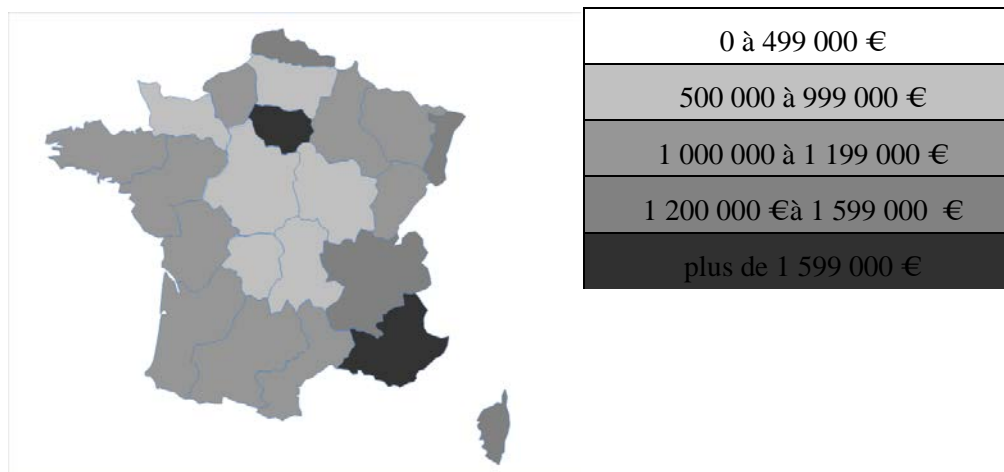 0 à 499 000 €
500 000 à 999 000 €
1 000 000 à 1 199 000 €
1 200 000 €à 1 599 000 €
plus de 1 599 000 €